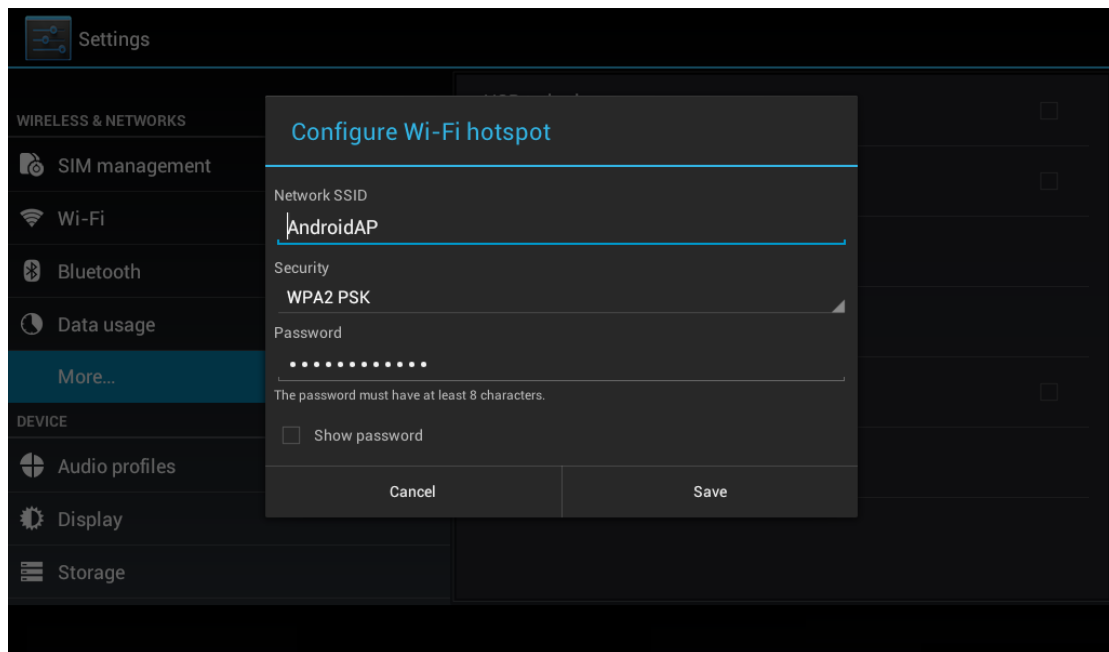 Settings
WIRELESS & NETWORKS
SIM management
Wi-Fi
Bluetooth
Data usage
More...
DEVICE
Audio profiles
Display
Storage
Configure Wi-Fi hotspot
Network SSID
AndroidAP
Security
WPA2 PSK
Password
••••••••••••
The password must have at least 8 characters.
Show password
Cancel
Save